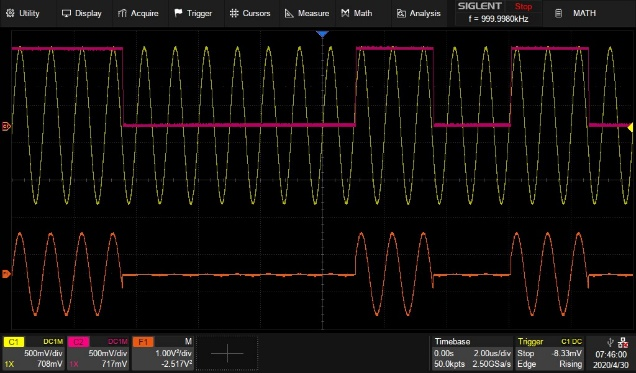 Utility Display Acquire Trigger Cursors Measure Math Analysis SIGLENT Stop MATH
f = 999.9980kHz
C1 DC1M C2 DC1M F1 M Timebase Trigger C1 DC
500mV/div 500mV/div 1.00V²/div 0.00s 2.00us/div Stop -8.33mV 07:46:00
1X 708mV 1X 717mV -2.517V² 50.0kpts 2.50GSa/s Edge Rising 2020/4/30